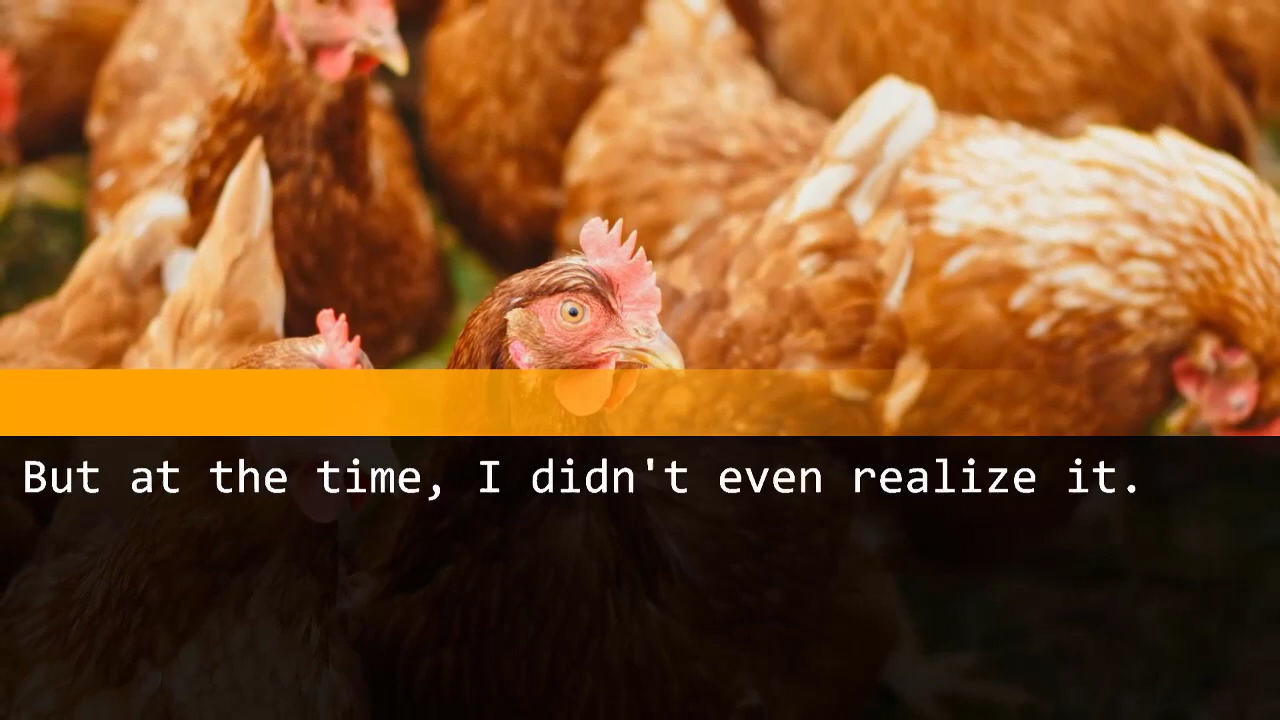 But at the time, I didn't even realize it.